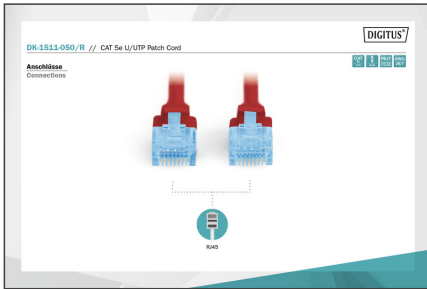 DIGITUS®
DK-1511-050/R // CAT 5e U/UTP Patch Cord
Anschlüsse
Connections
RJ45